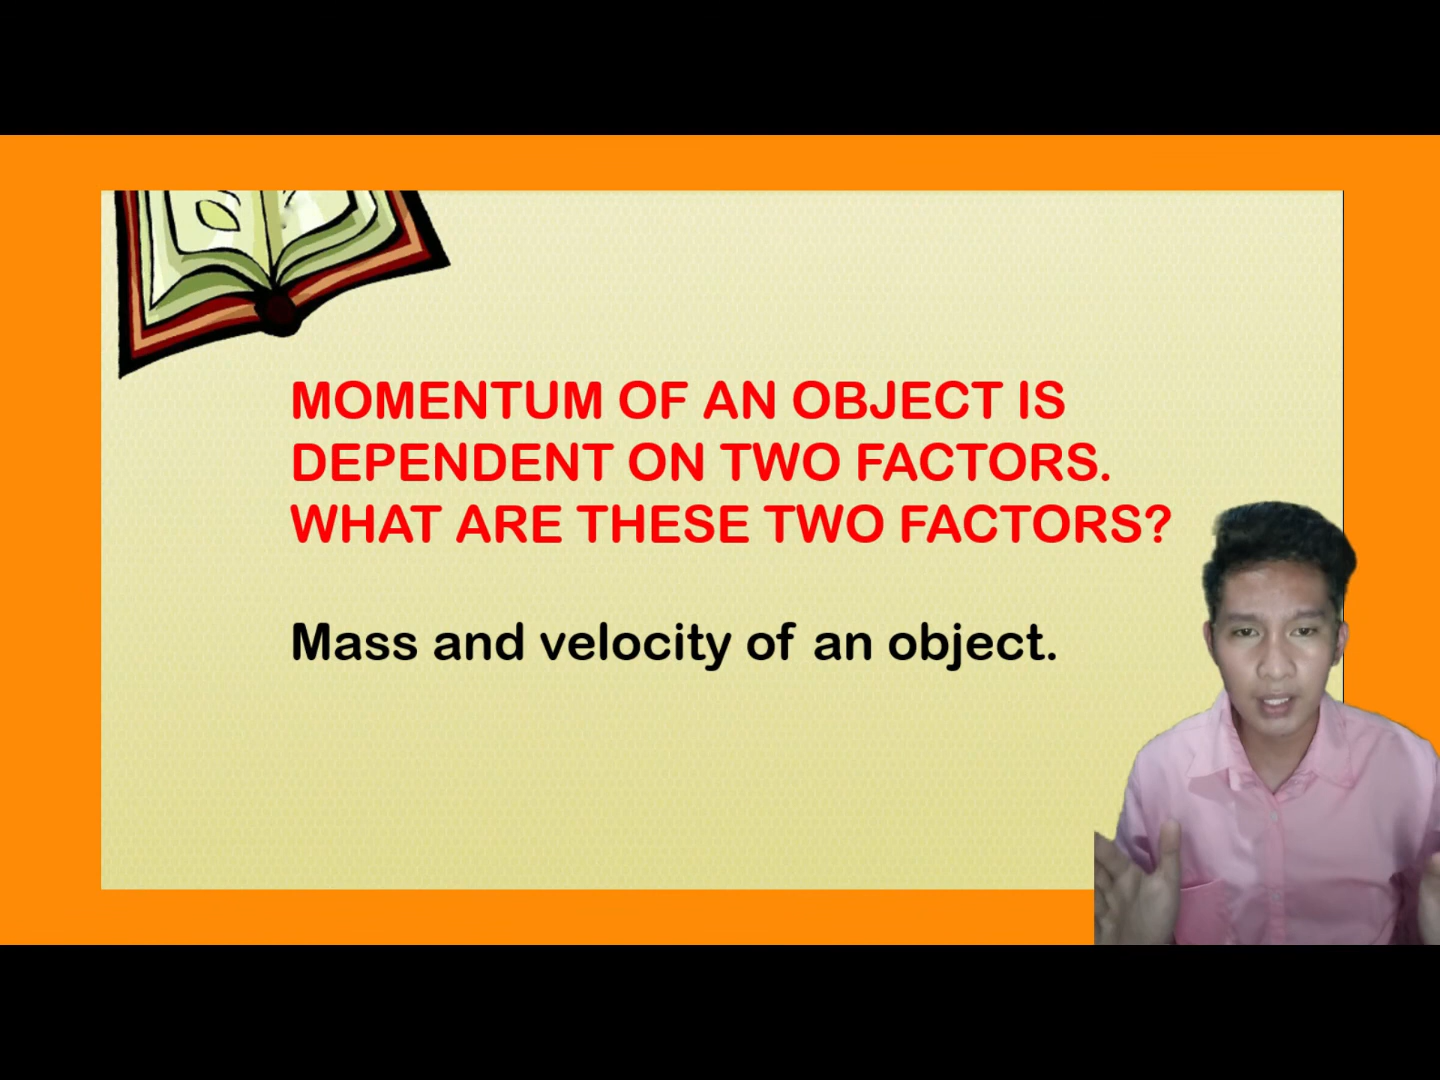 MOMENTUM OF AN OBJECT IS
DEPENDENT ON TWO FACTORS.
WHAT ARE THESE TWO FACTORS?
Mass and velocity of an object.